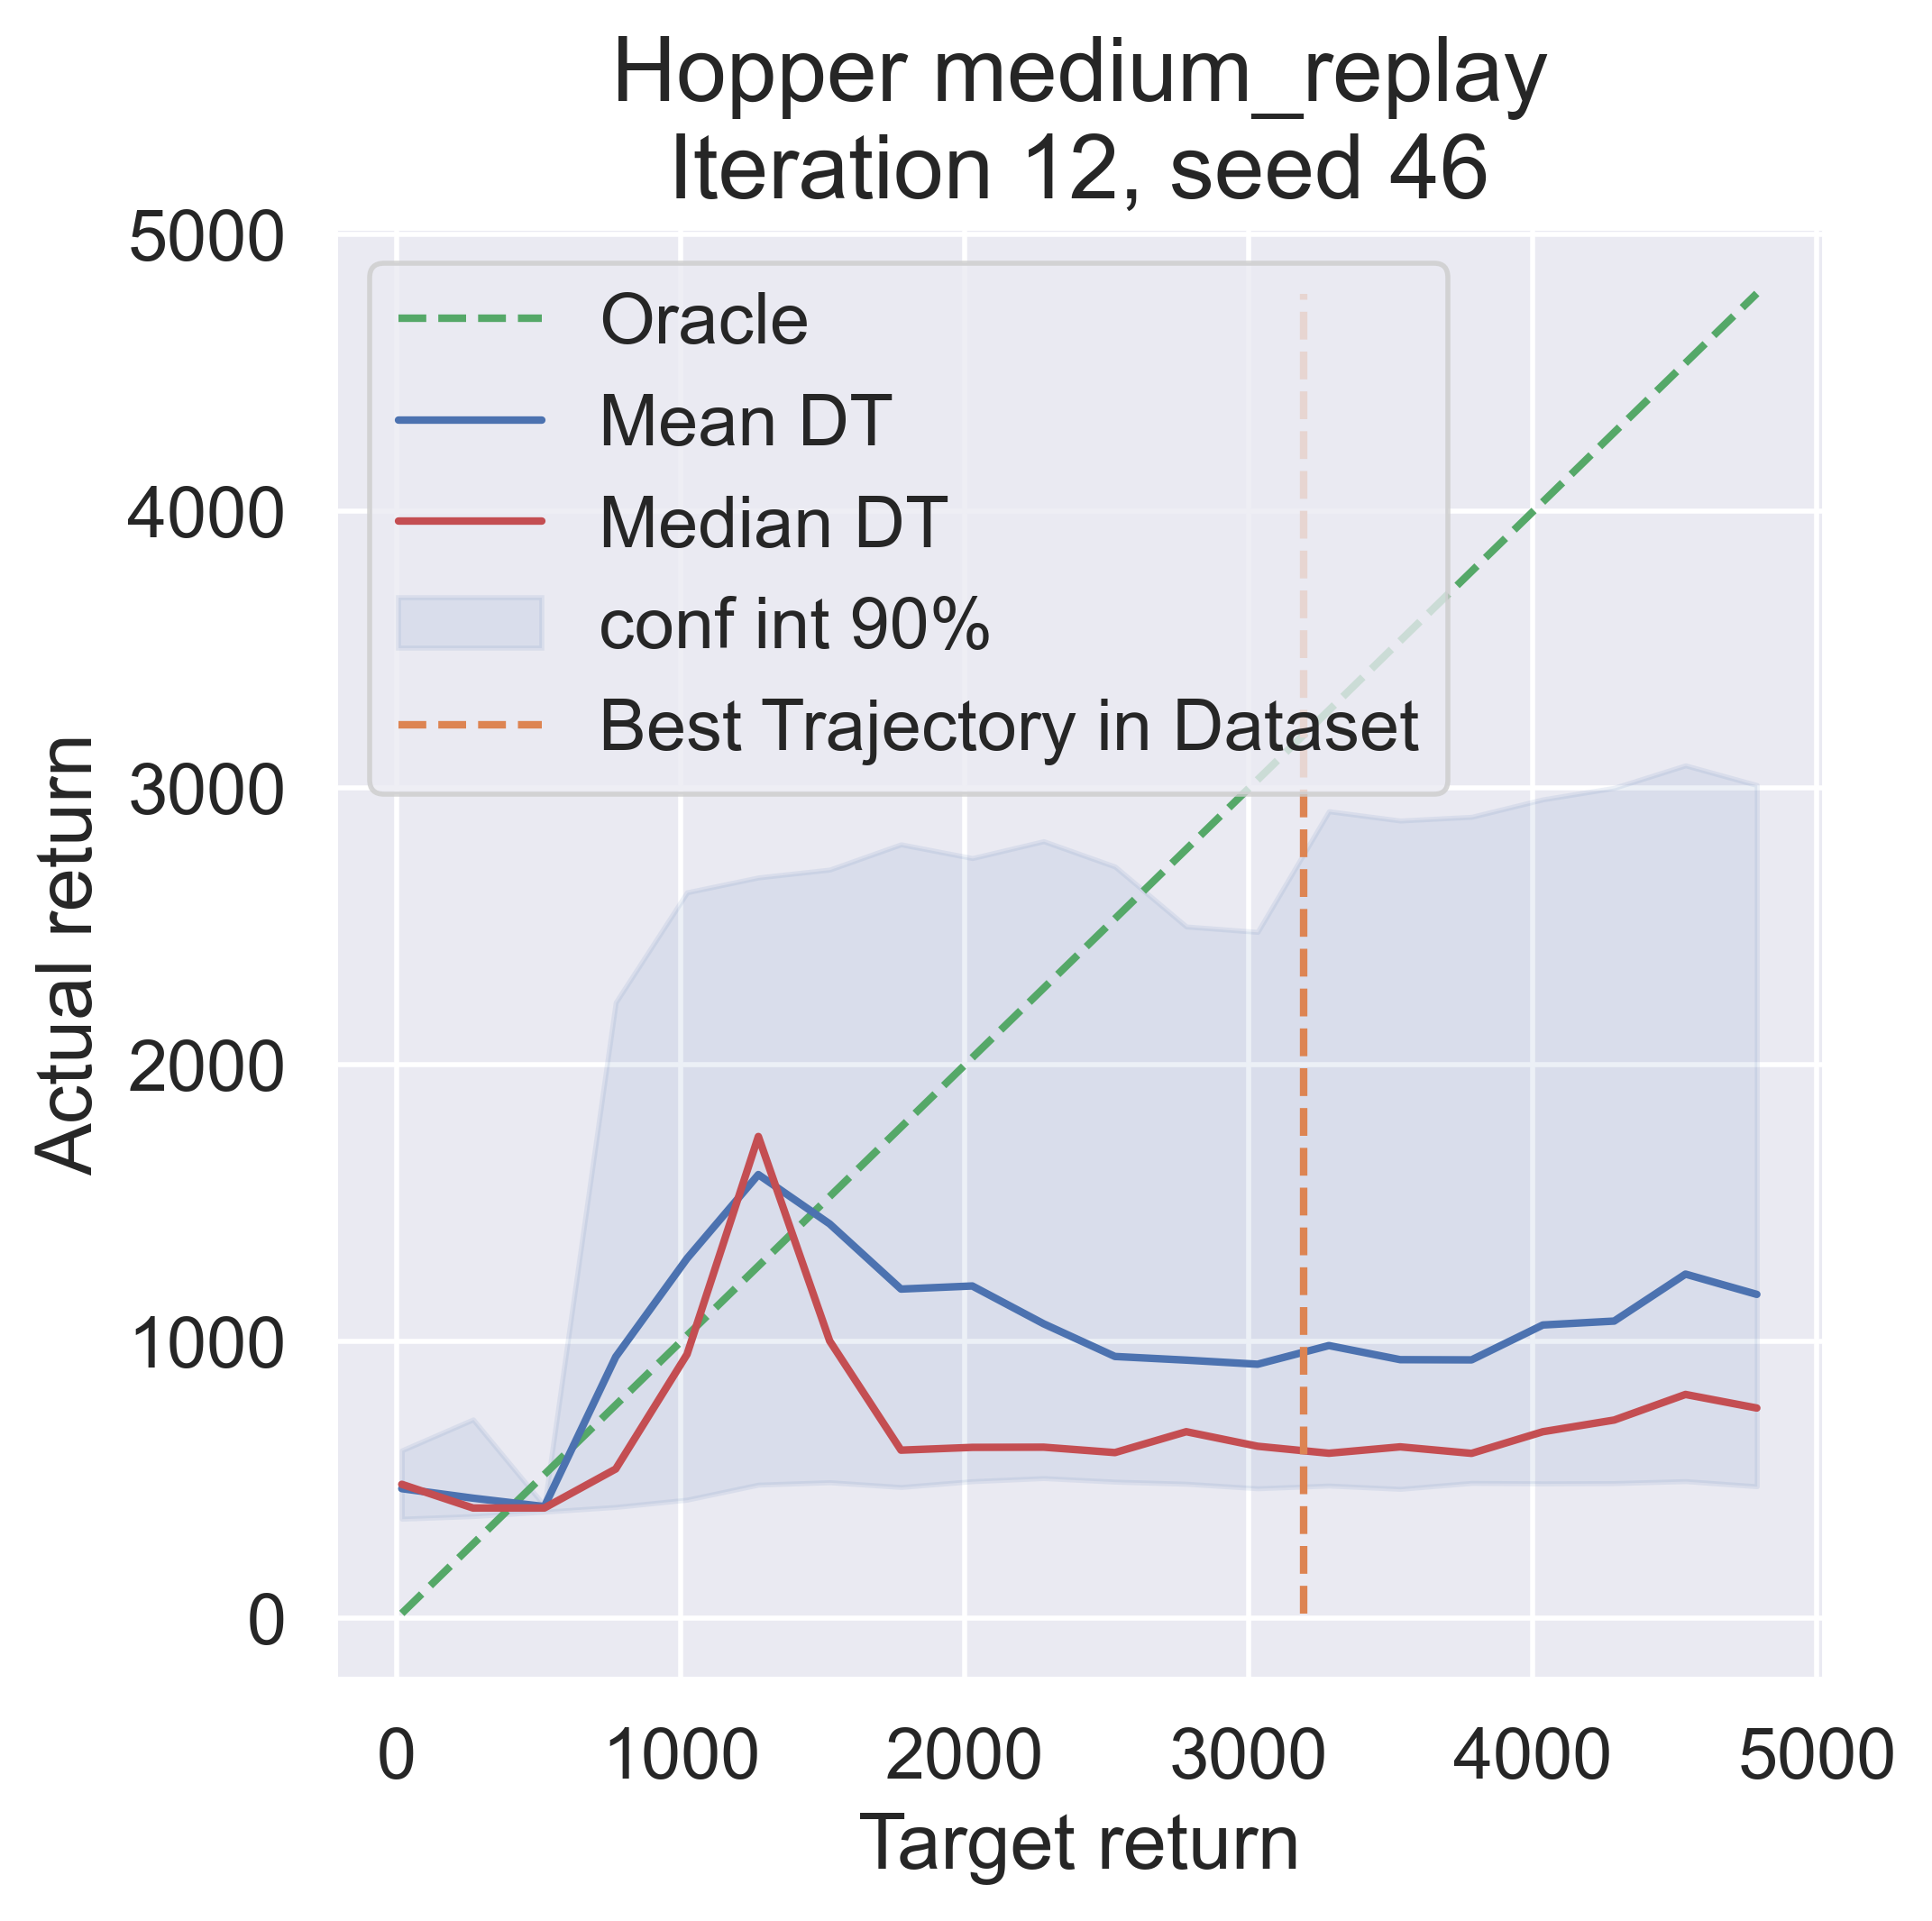 Hopper medium_replay
Iteration 12, seed 46
5000
4000
3000
2000
1000
0
Actual return
Oracle
Mean DT
Median DT
conf int 90%
Best Trajectory in Dataset
0 1000 2000 3000 4000 5000
Target return